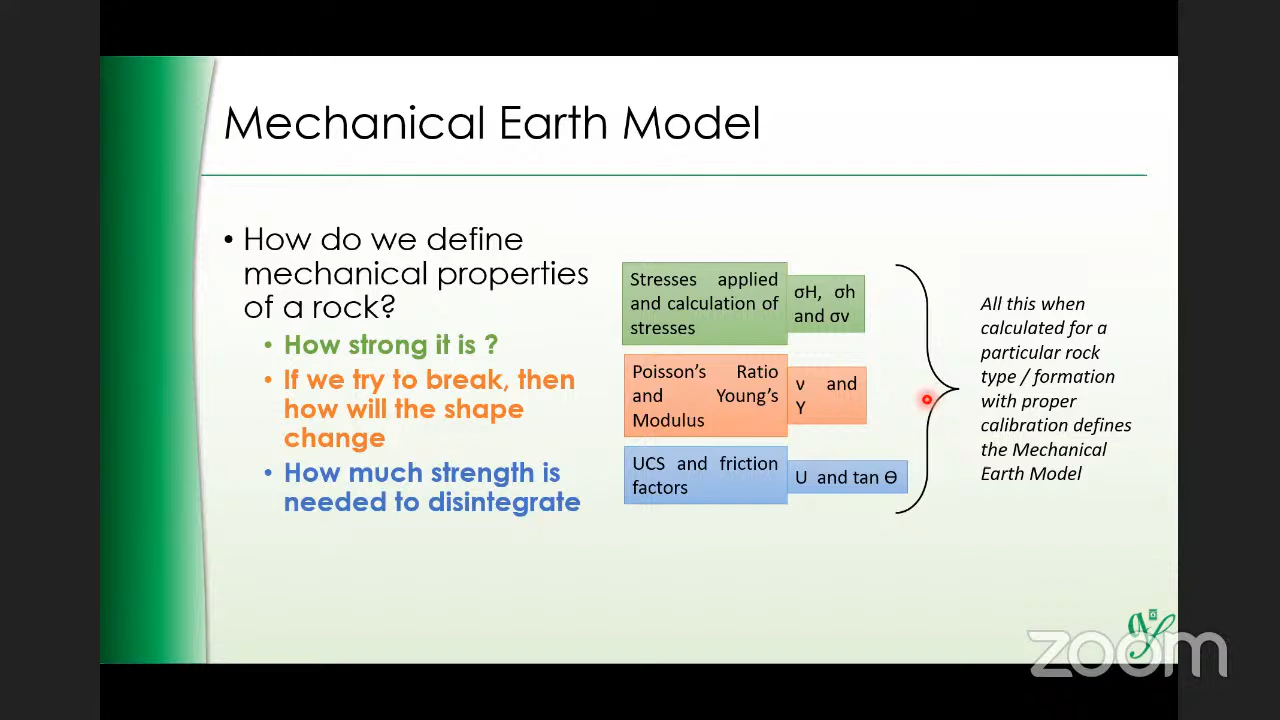 Mechanical Earth Model
• How do we define
mechanical properties
of a rock?
• How strong it is ?
• If we try to break, then
how will the shape
change
• How much strength is
needed to disintegrate
Stresses applied
and calculation of
stresses
σH, σh
and σv
Poisson's Ratio
and Young's
Modulus
ν and
Y
UCS and friction
factors
U and tan Ө
All this when
calculated for a
particular rock
type / formation
with proper
calibration defines
the Mechanical
Earth Model
zoom